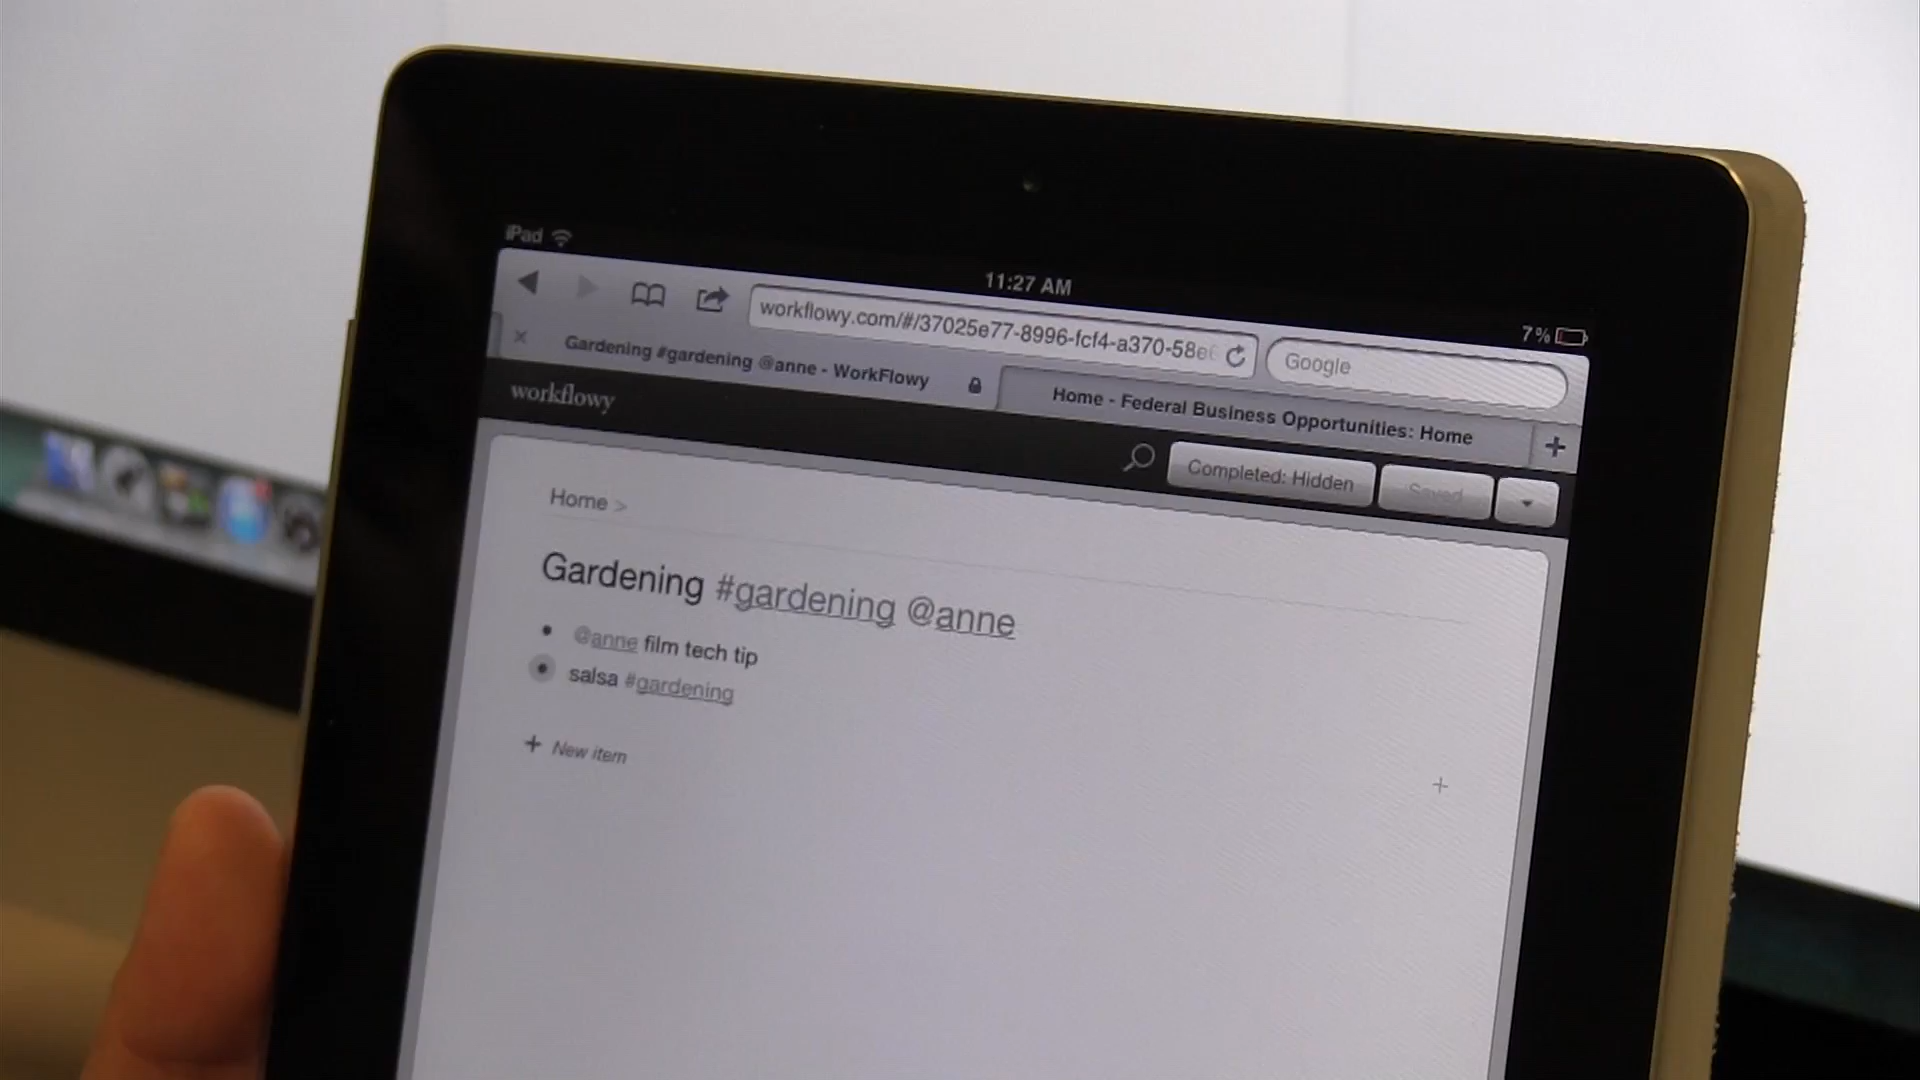 iPad
11:27 AM
7%
workflowy.com/#/37025e77-8996-fcf4-a370-58e
Google
Gardening #gardening @anne - WorkFlowy
Home - Federal Business Opportunities: Home
workflowy
Completed: Hidden
Saved
Home >
Gardening #gardening @anne
@anne film tech tip
salsa #gardening
+ New item